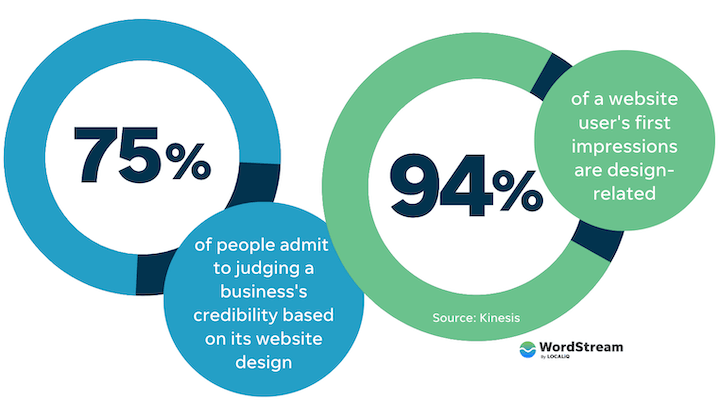 75%
of people admit
to judging a
business's
credibility based
on its website
design
94%
of a website
user's first
impressions
are design-
related
Source: Kinesis
WordStream
By LOCALiQ